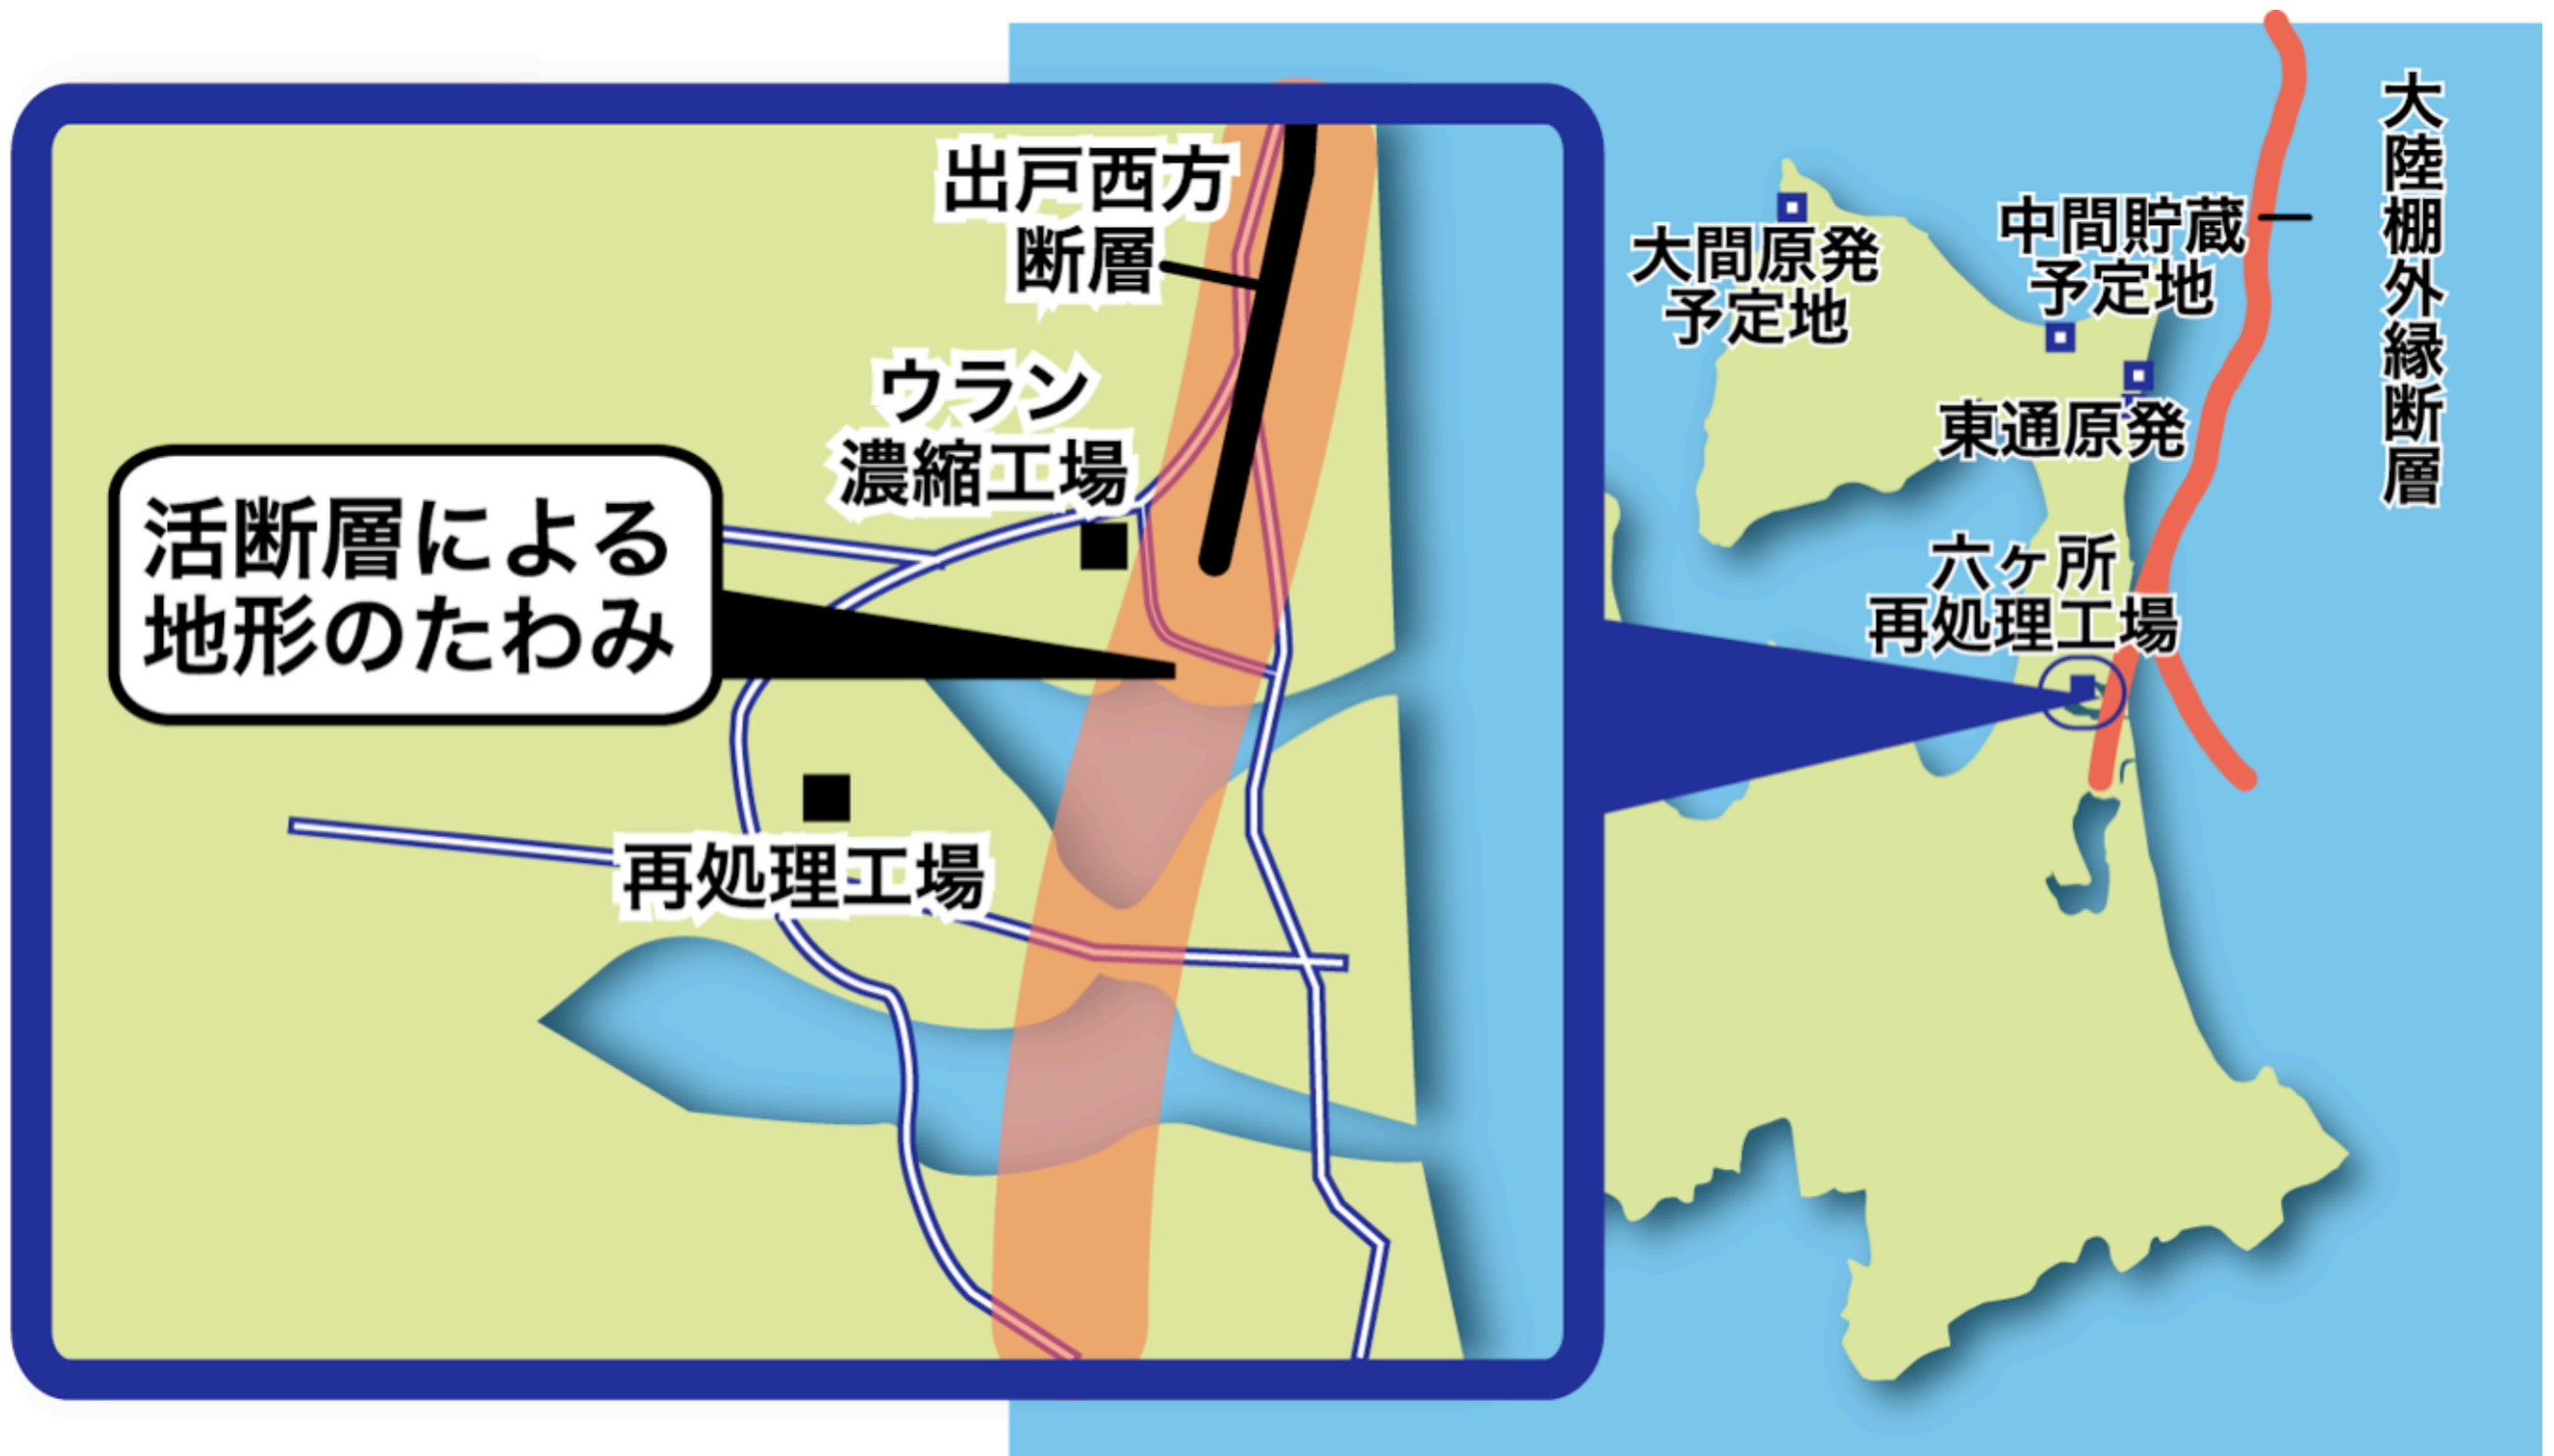 出戸西方
断層
ウラン
濃縮工場
活断層による
地形のたわみ
再処理工場
大間原発
予定地
中間貯蔵
予定地
東通原発
六ヶ所
再処理工場
大陸棚外縁断層